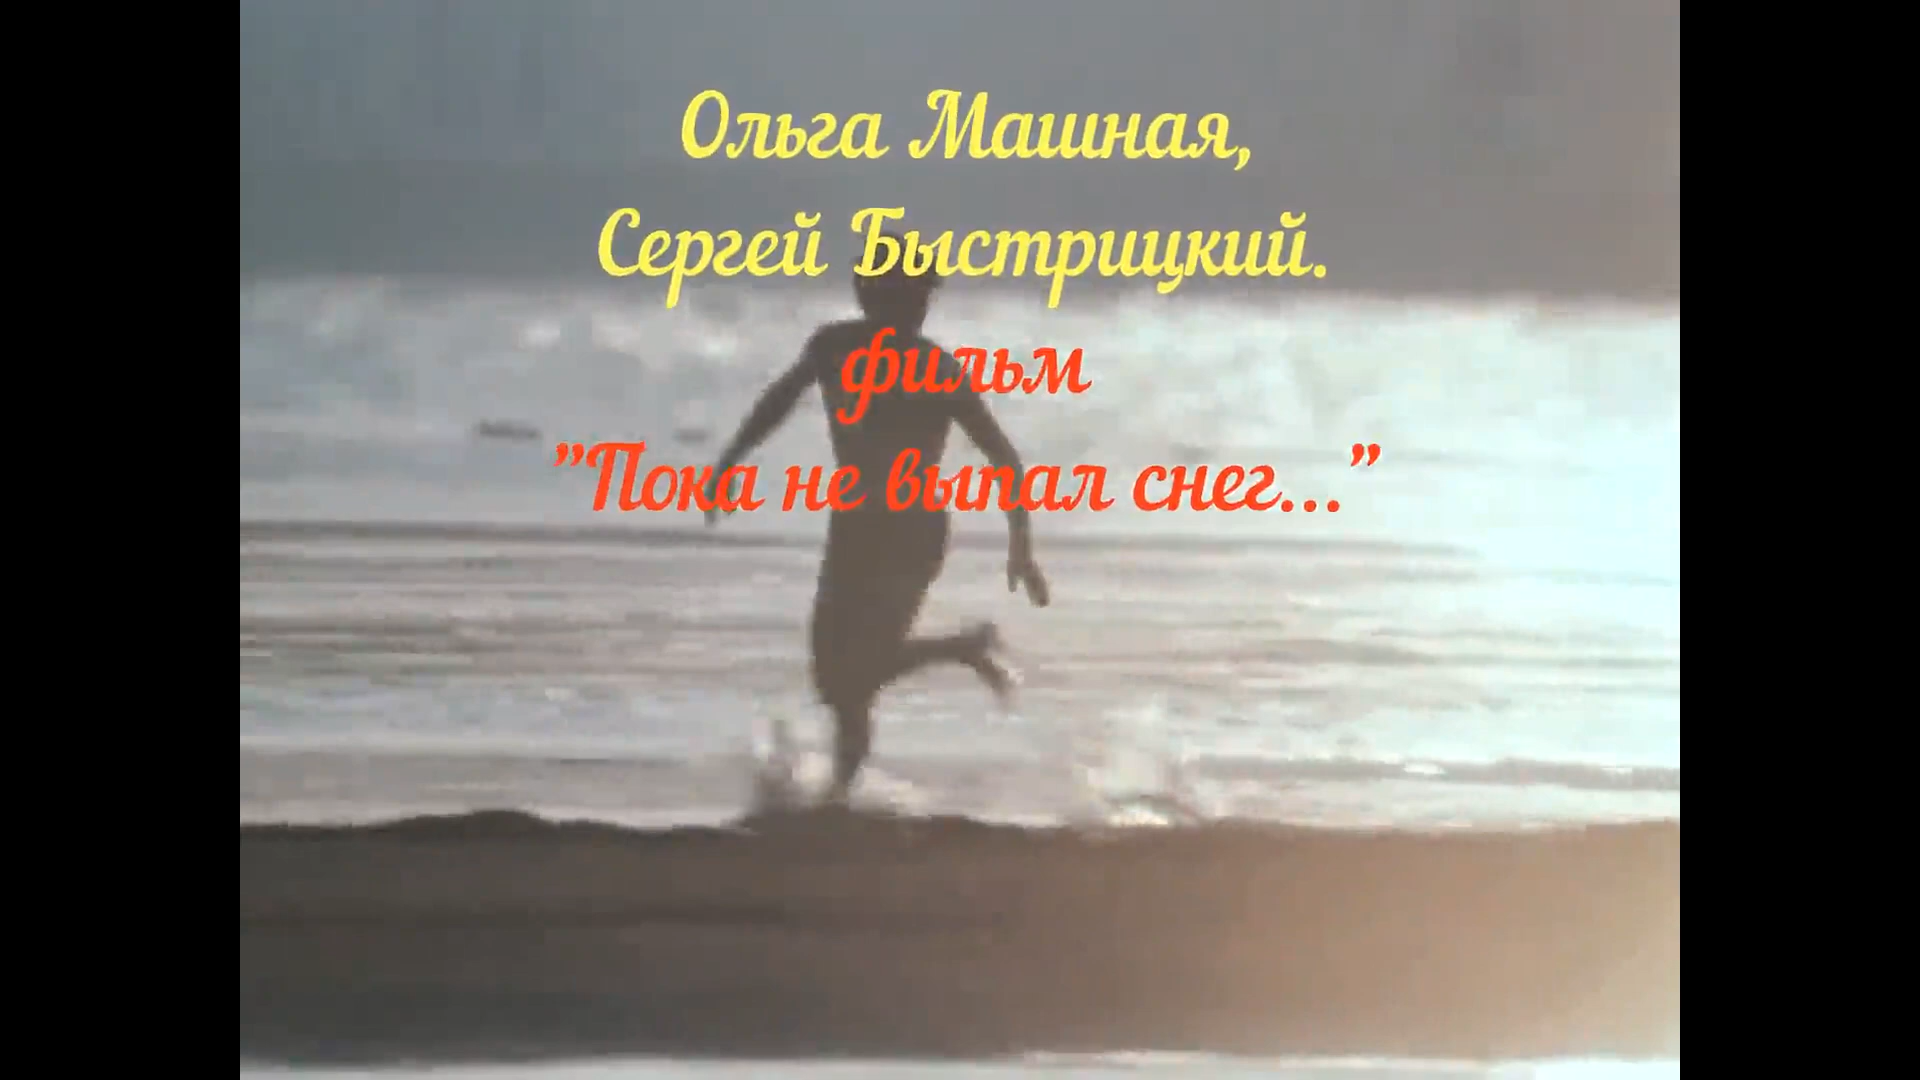 Ольга Машная,
Сергей Быстрицкий.
фильм
"Пока не выпал снег..."